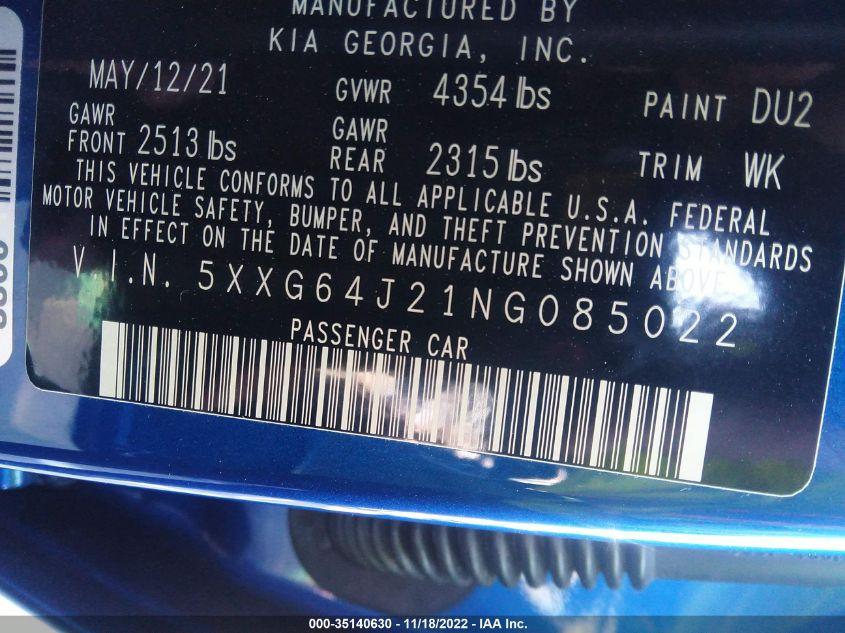 MANUFACTURED BY
KIA GEORGIA, INC.
MAY/12/21 GVWR 4354 lbs PAINT DU2
GAWR FRONT 2513 lbs GAWR REAR 2315 lbs TRIM WK
THIS VEHICLE CONFORMS TO ALL APPLICABLE U.S.A. FEDERAL
MOTOR VEHICLE SAFETY, BUMPER, AND THEFT PREVENTION STANDARDS
IN EFFECT ON THE DATE OF MANUFACTURE SHOWN ABOVE.
V.I.N. 5XXG64J21NG085022
PASSENGER CAR
000-35140630 — 11/18/2022 — IAA Inc.